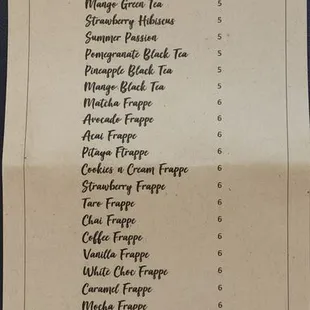 Mango Green Tea 5
Strawberry Hibiscus 5
Summer Passion 5
Pomegranate Black Tea 5
Pineapple Black Tea 5
Mango Black Tea 5
Matcha Frappe 6
Avocado Frappe 6
Acai Frappe 6
Pitaya Ftrappe 6
Cookies n Cream Frappe 6
Strawberry Frappe 6
Taro Frappe 6
Chai Frappe 6
Coffee Frappe 6
Vanilla Frappe 6
White Choc Frappe 6
Caramel Frappe 6
Mocha Frappe 6